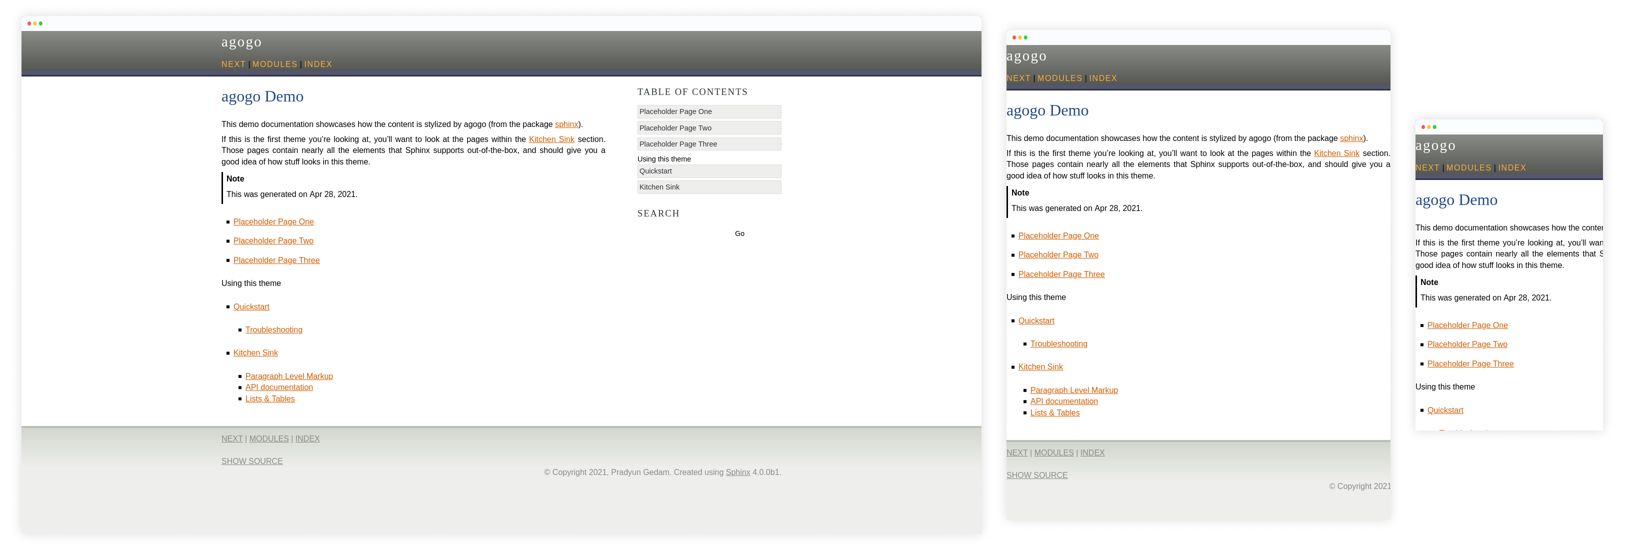 agogo
NEXT | MODULES | INDEX
agogo Demo
This demo documentation showcases how the content is stylized by agogo (from the package sphinx).
If this is the first theme you're looking at, you'll want to look at the pages within the Kitchen Sink section.
Those pages contain nearly all the elements that Sphinx supports out-of-the-box, and should give you a
good idea of how stuff looks in this theme.
Note
This was generated on Apr 28, 2021.
Placeholder Page One
Placeholder Page Two
Placeholder Page Three
Using this theme
Quickstart
Troubleshooting
Kitchen Sink
Paragraph Level Markup
API documentation
Lists & Tables
TABLE OF CONTENTS
Placeholder Page One
Placeholder Page Two
Placeholder Page Three
Using this theme
Quickstart
Kitchen Sink
SEARCH
Go
NEXT | MODULES | INDEX
SHOW SOURCE
© Copyright 2021, Pradyun Gedam. Created using Sphinx 4.0.0b1.
agogo
NEXT | MODULES | INDEX
agogo Demo
This demo documentation showcases how the content is stylized by agogo (from the package sphinx).
If this is the first theme you're looking at, you'll want to look at the pages within the Kitchen Sink section.
Those pages contain nearly all the elements that Sphinx supports out-of-the-box, and should give you a
good idea of how stuff looks in this theme.
Note
This was generated on Apr 28, 2021.
Placeholder Page One
Placeholder Page Two
Placeholder Page Three
Using this theme
Quickstart
Troubleshooting
Kitchen Sink
Paragraph Level Markup
API documentation
Lists & Tables
NEXT | MODULES | INDEX
SHOW SOURCE
© Copyright 2021
agogo
NEXT | MODULES | INDEX
agogo Demo
This demo documentation showcases how the conten
If this is the first theme you're looking at, you'll wan
Those pages contain nearly all the elements that S
good idea of how stuff looks in this theme.
Note
This was generated on Apr 28, 2021.
Placeholder Page One
Placeholder Page Two
Placeholder Page Three
Using this theme
Quickstart